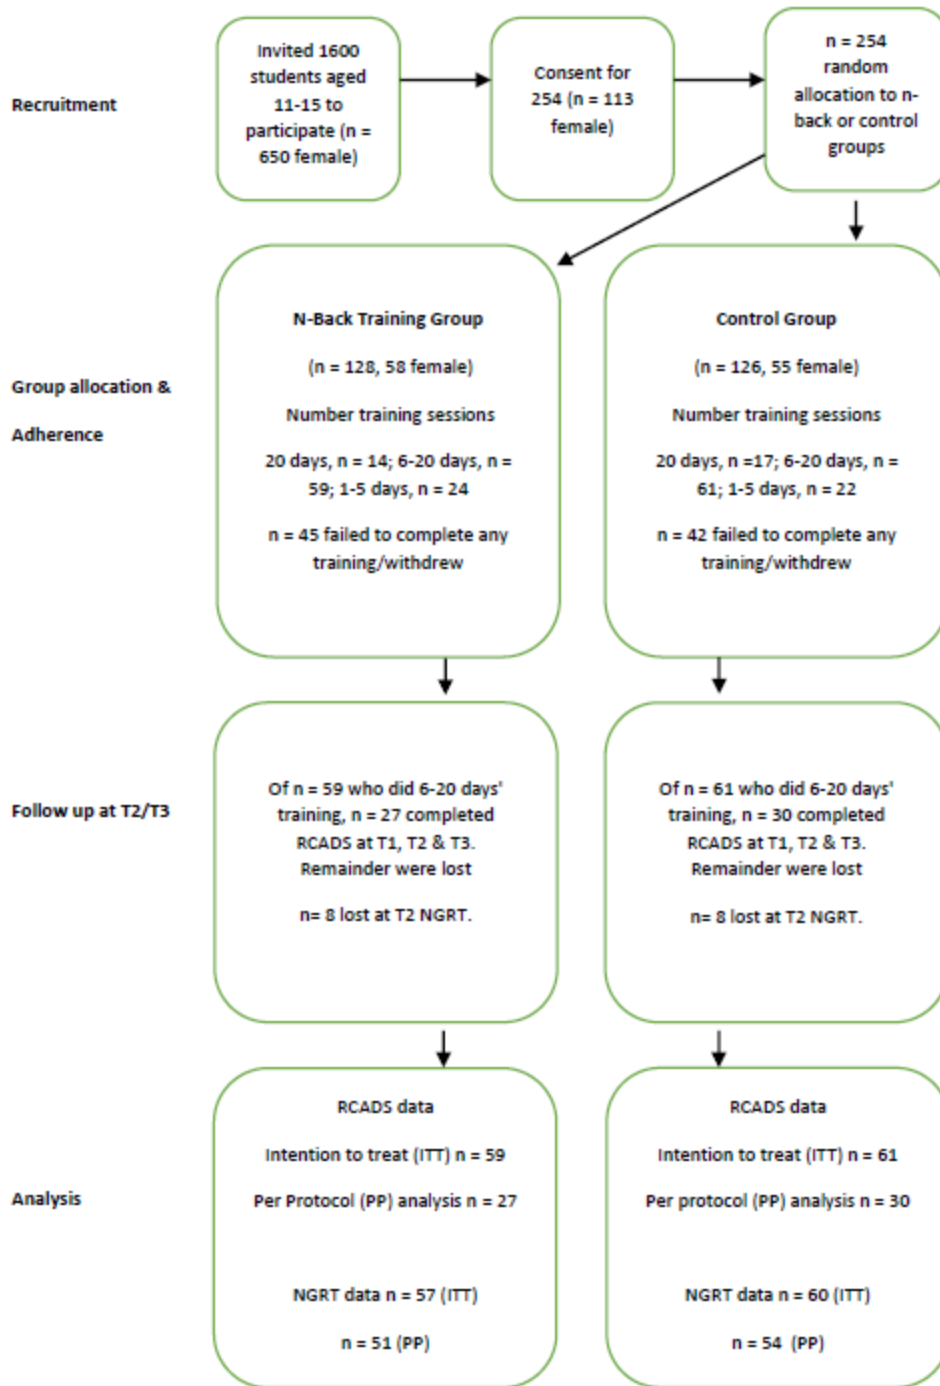 Recruitment
Invited 1600
students aged
11-15 to
participate (n =
650 female)
Consent for
254 (n = 113
female)
n = 254
random
allocation to n-
back or control
groups
Group allocation &
Adherence
N-Back Training Group
(n = 128, 58 female)
Number training sessions
20 days, n = 14; 6-20 days, n =
59; 1-5 days, n = 24
n = 45 failed to complete any
training/withdrew
Control Group
(n = 126, 55 female)
Number training sessions
20 days, n =17; 6-20 days, n =
61; 1-5 days, n = 22
n = 42 failed to complete any
training/withdrew
Follow up at T2/T3
Of n = 59 who did 6-20 days'
training, n = 27 completed
RCADS at T1, T2 & T3.
Remainder were lost
n= 8 lost at T2 NGRT.
Of n = 61 who did 6-20 days'
training, n = 30 completed
RCADS at T1, T2 & T3.
Remainder were lost
n= 8 lost at T2 NGRT.
Analysis
RCADS data
Intention to treat (ITT) n = 59
Per Protocol (PP) analysis n = 27
NGRT data n = 57 (ITT)
n = 51 (PP)
RCADS data
Intention to treat (ITT) n = 61
Per protocol (PP) analysis n = 30
NGRT data n = 60 (ITT)
n = 54 (PP)